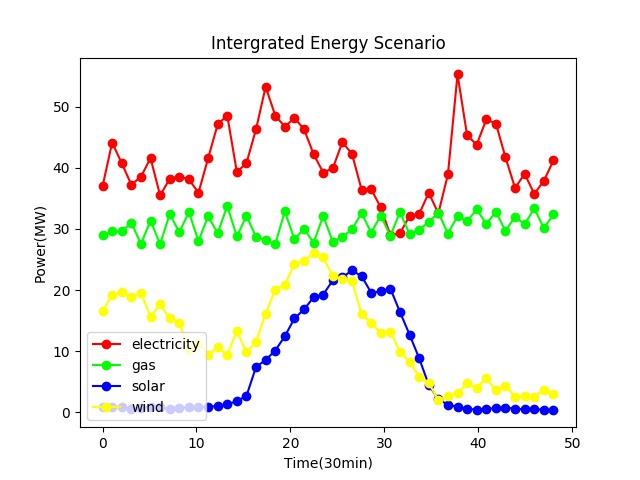 Intergrated Energy Scenario
Power(MW)
50
40
30
20
10
0
electricity
gas
solar
wind
0 10 20 30 40 50
Time(30min)